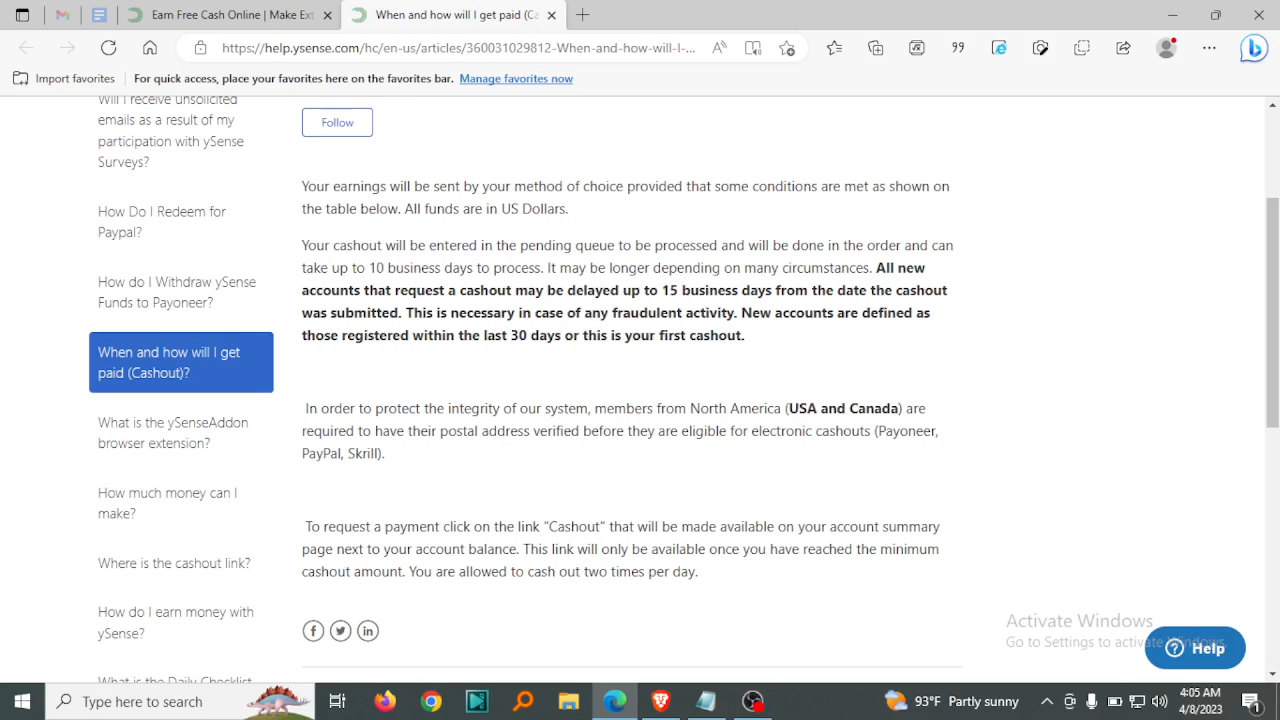 Earn Free Cash Online | Make Ext
When and how will I get paid (Ca
https://help.ysense.com/hc/en-us/articles/360031029812-When-and-how-will-I-...
Import favorites
For quick access, place your favorites here on the favorites bar. Manage favorites now
Will I receive unsolicited
emails as a result of my
participation with ySense
Surveys?
How Do I Redeem for
Paypal?
How do I Withdraw ySense
Funds to Payoneer?
When and how will I get
paid (Cashout)?
What is the ySenseAddon
browser extension?
How much money can I
make?
Where is the cashout link?
How do I earn money with
ySense?
What is the Daily Checklist
Follow
Your earnings will be sent by your method of choice provided that some conditions are met as shown on
the table below. All funds are in US Dollars.
Your cashout will be entered in the pending queue to be processed and will be done in the order and can
take up to 10 business days to process. It may be longer depending on many circumstances. All new
accounts that request a cashout may be delayed up to 15 business days from the date the cashout
was submitted. This is necessary in case of any fraudulent activity. New accounts are defined as
those registered within the last 30 days or this is your first cashout.
In order to protect the integrity of our system, members from North America (USA and Canada) are
required to have their postal address verified before they are eligible for electronic cashouts (Payoneer,
PayPal, Skrill).
To request a payment click on the link "Cashout" that will be made available on your account summary
page next to your account balance. This link will only be available once you have reached the minimum
cashout amount. You are allowed to cash out two times per day.
Activate Windows
Go to Settings to activate Windows.
Help
Type here to search
93°F Partly sunny
4:05 AM
4/8/2023
1